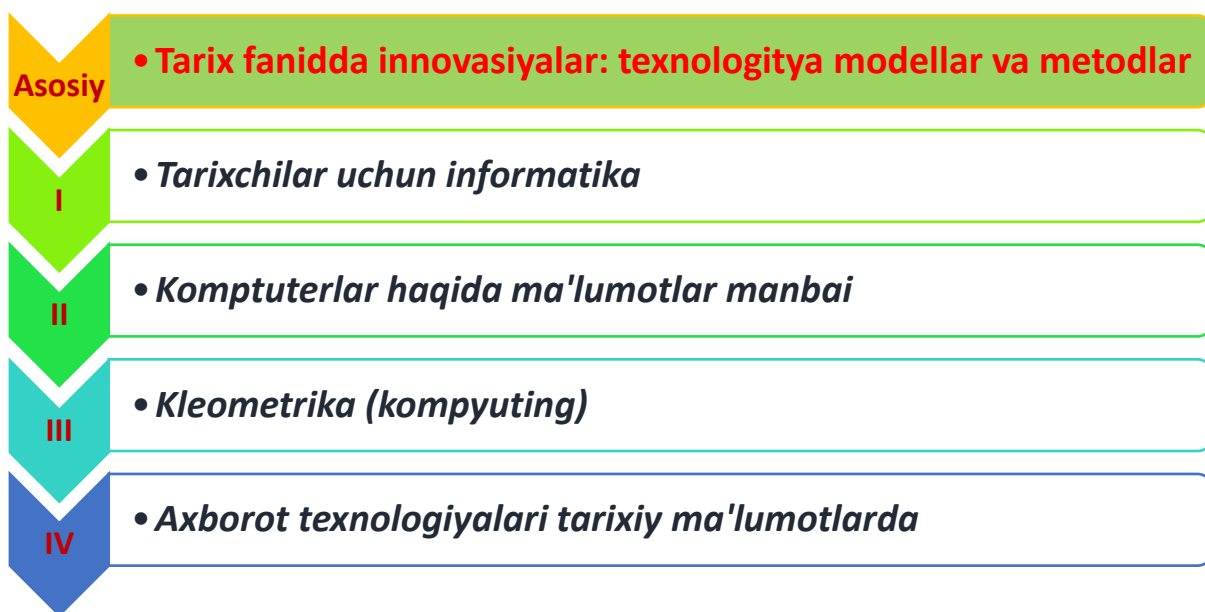 Asosiy
• Tarix fanidda innovasiyalar: texnologitya modellar va metodlar
I
• Tarixchilar uchun informatika
II
• Komptuterlar haqida ma'lumotlar manbai
III
• Kleometrika (kompyuting)
IV
• Axborot texnologiyalari tarixiy ma'lumotlarda